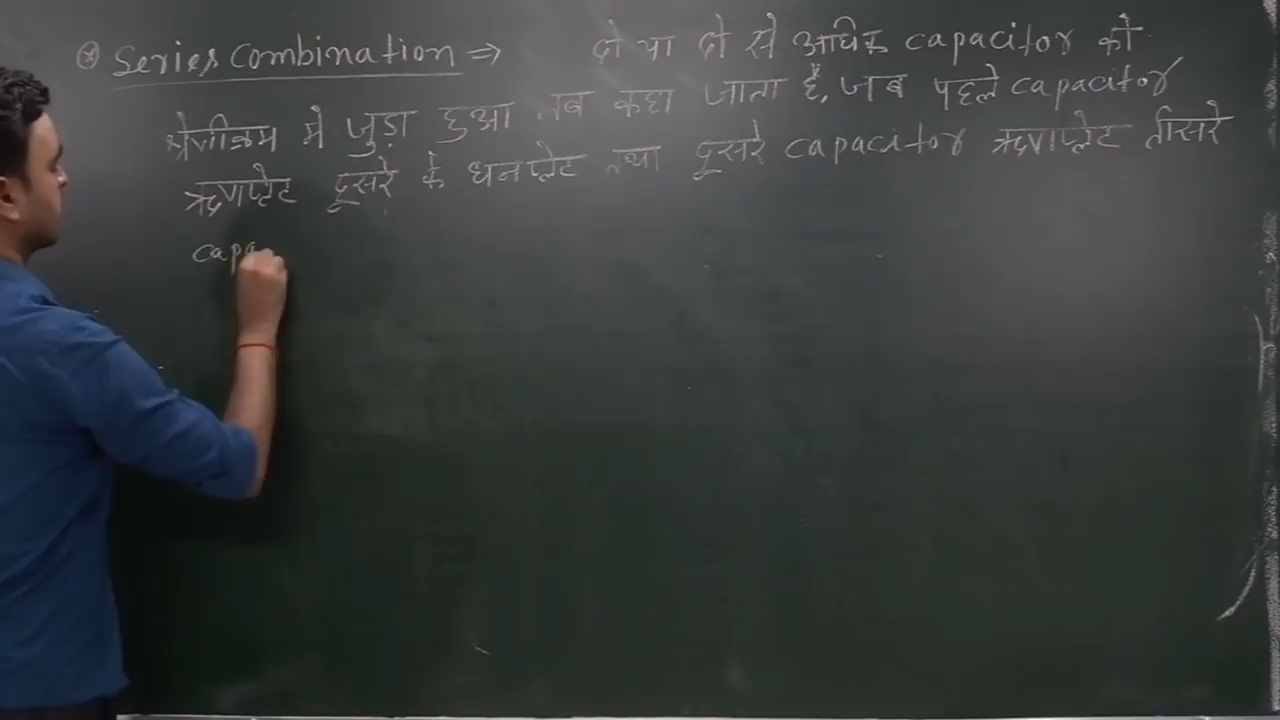 * Series Combination ⇒ दो या दो से अधिक capacitor को
श्रेणीक्रम में जुड़ा हुआ तब कहा जाता है, जब पहले capacitor
ऋणप्लेट दूसरे के धनप्लेट तथा दूसरे capacitor ऋणप्लेट तीसरे
capa